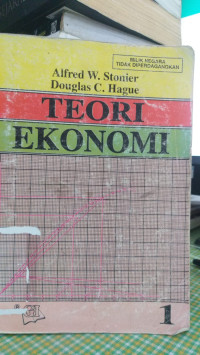 MILIK NEGARA
TIDAK DIPERDAGANGKAN
Alfred W. Stonier
Douglas C. Hague
TEORI
EKONOMI
1